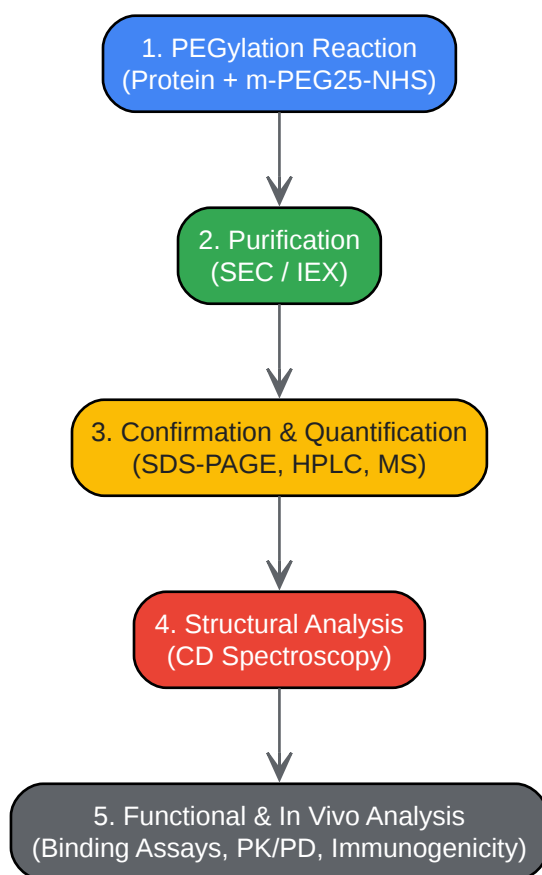 1. PEGylation Reaction
(Protein + m-PEG25-NHS)
2. Purification
(SEC / IEX)
3. Confirmation & Quantification
(SDS-PAGE, HPLC, MS)
4. Structural Analysis
(CD Spectroscopy)
5. Functional & In Vivo Analysis
(Binding Assays, PK/PD, Immunogenicity)